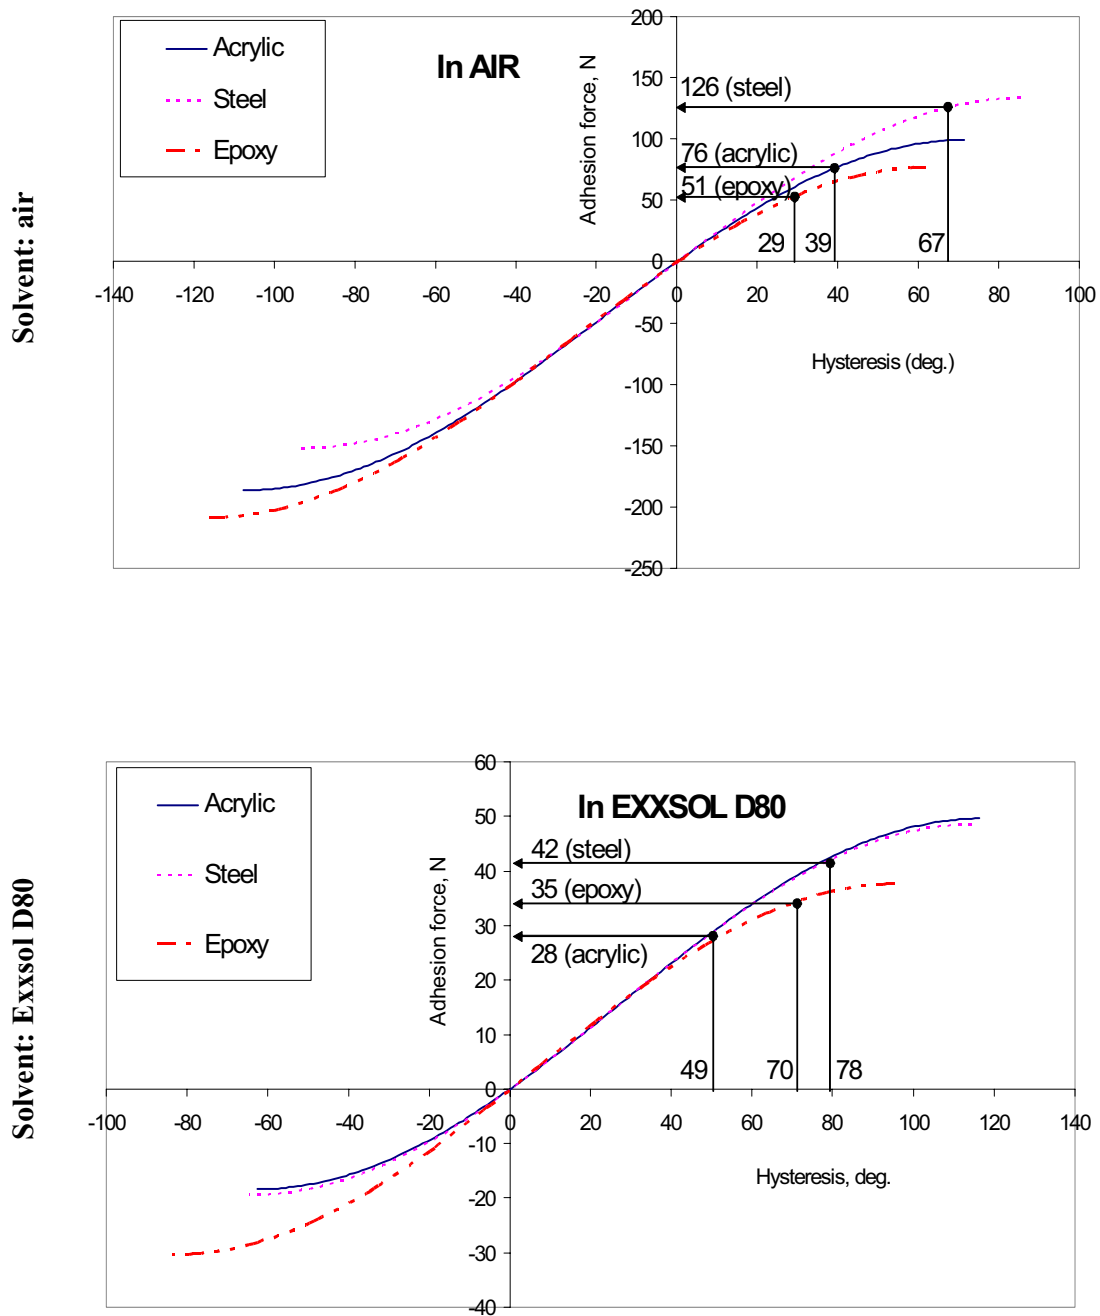 Solvent: air
Acrylic
Steel
Epoxy
In AIR
Adhesion force, N
200
150
100
50
0
-50
-100
-150
-200
-250
126 (steel)
76 (acrylic)
51 (epoxy)
29
39
67
-140
-120
-100
-80
-60
-40
-20
0
20
40
60
80
100
Hysteresis (deg.)
Solvent: Exxsol D80
Acrylic
Steel
Epoxy
In EXXSOL D80
Adhesion force, N
60
50
40
30
20
10
0
-10
-20
-30
-40
42 (steel)
35 (epoxy)
28 (acrylic)
49
70
78
-100
-80
-60
-40
-20
0
20
40
60
80
100
120
140
Hysteresis, deg.